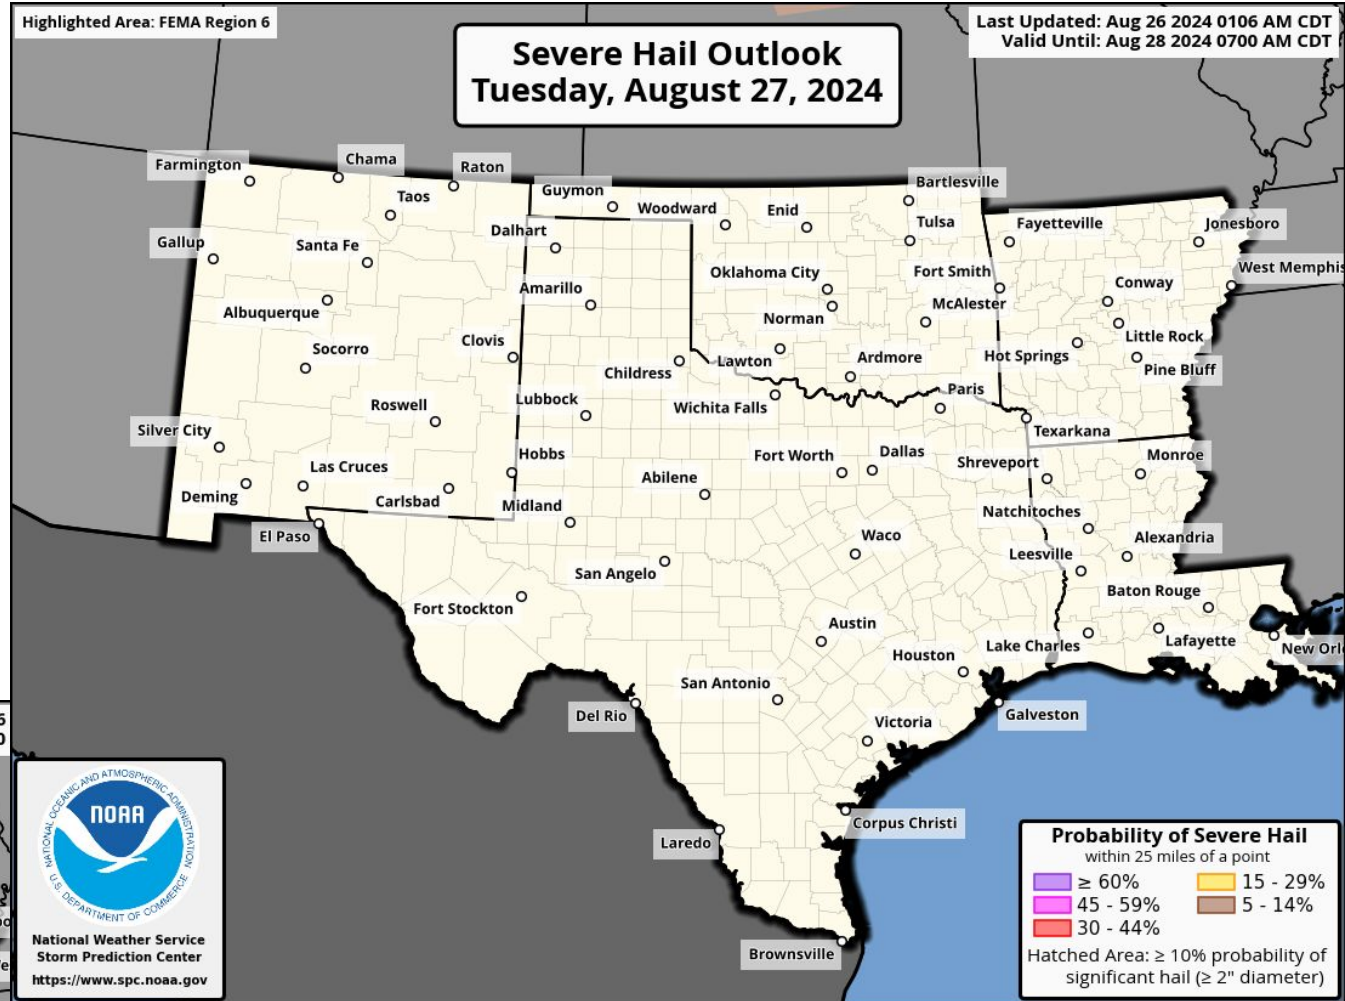 Highlighted Area: FEMA Region 6
Last Updated: Aug 26 2024 0106 AM CDT
Valid Until: Aug 28 2024 0700 AM CDT
Severe Hail Outlook
Tuesday, August 27, 2024
Farmington
Chama
Raton
Taos
Guymon
Woodward
Enid
Bartlesville
Tulsa
Fayetteville
Jonesboro
Gallup
Santa Fe
Dalhart
Oklahoma City
Fort Smith
West Memphis
Amarillo
Conway
Albuquerque
Norman
McAlester
Little Rock
Socorro
Clovis
Childress
Lawton
Ardmore
Hot Springs
Pine Bluff
Roswell
Lubbock
Wichita Falls
Paris
Texarkana
Silver City
Las Cruces
Hobbs
Abilene
Fort Worth
Dallas
Shreveport
Monroe
Deming
Carlsbad
Midland
Natchitoches
El Paso
San Angelo
Waco
Leesville
Alexandria
Fort Stockton
Baton Rouge
Austin
Houston
Lake Charles
Lafayette
New Orl
San Antonio
Del Rio
Victoria
Galveston
Laredo
Corpus Christi
Brownsville
NATIONAL OCEANIC AND ATMOSPHERIC ADMINISTRATION
NOAA
U.S. DEPARTMENT OF COMMERCE
National Weather Service
Storm Prediction Center
https://www.spc.noaa.gov
Probability of Severe Hail
within 25 miles of a point
≥ 60%
15 - 29%
45 - 59%
5 - 14%
30 - 44%
Hatched Area: ≥ 10% probability of
significant hail (≥ 2" diameter)